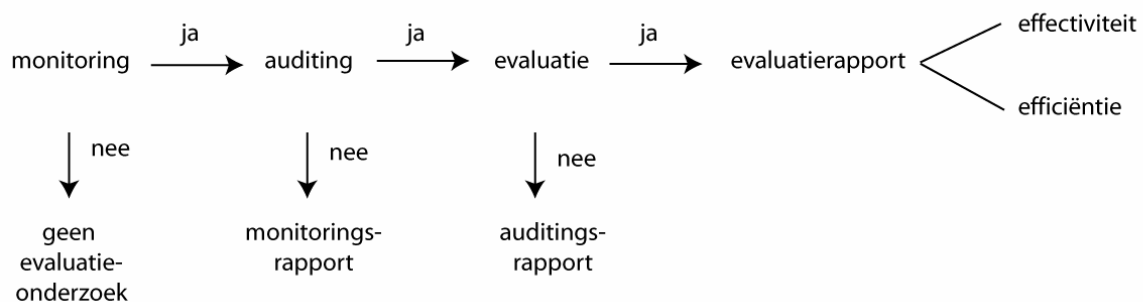 effectiviteit
ja
ja
ja
monitoring
auditing
evaluatie
evaluatierapport
efficiëntie
nee
nee
nee
geen
evaluatie-
onderzoek
monitorings-
rapport
auditings-
rapport